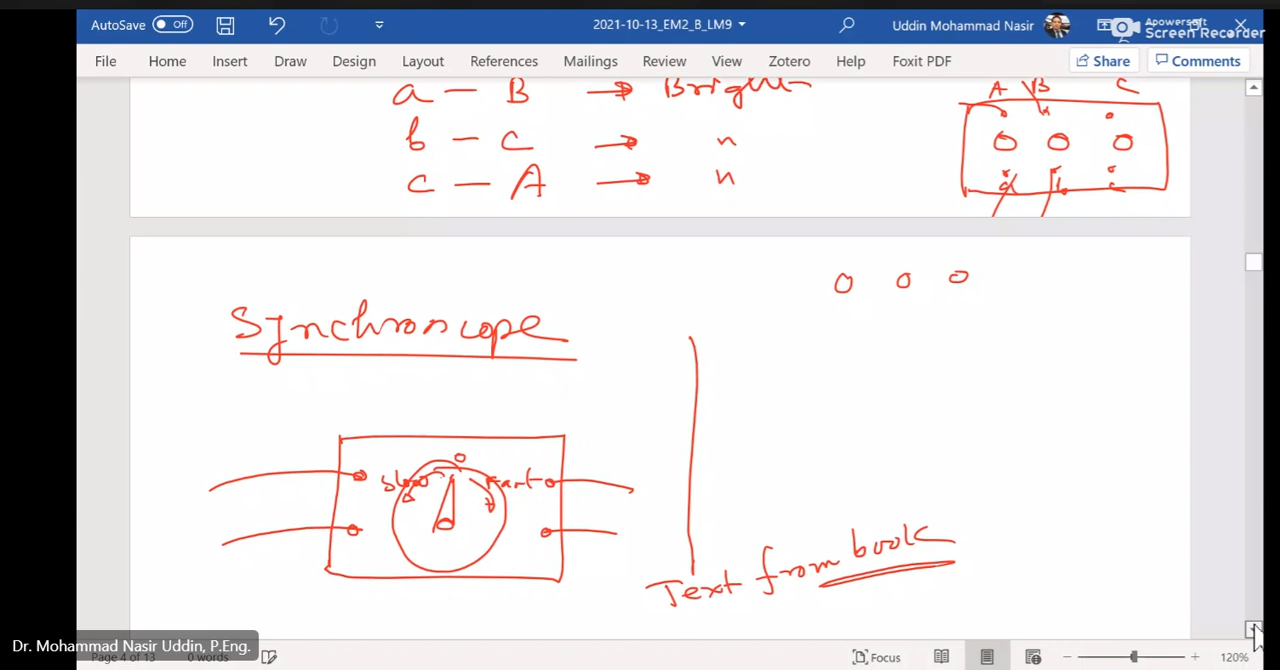 AutoSave Off 2021-10-13_EM2_B_LM9 Uddin Mohammad Nasir
Apowersoft
Screen Recorder
File Home Insert Draw Design Layout References Mailings Review View Zotero Help Foxit PDF Share Comments
a - B → Bright
b - C → "
c - A → "
A B C
a b c
Synchroscope
0
Slow Fast
Text from book
Dr. Mohammad Nasir Uddin, P.Eng.
Page 4 of 13 0 words Focus 120%